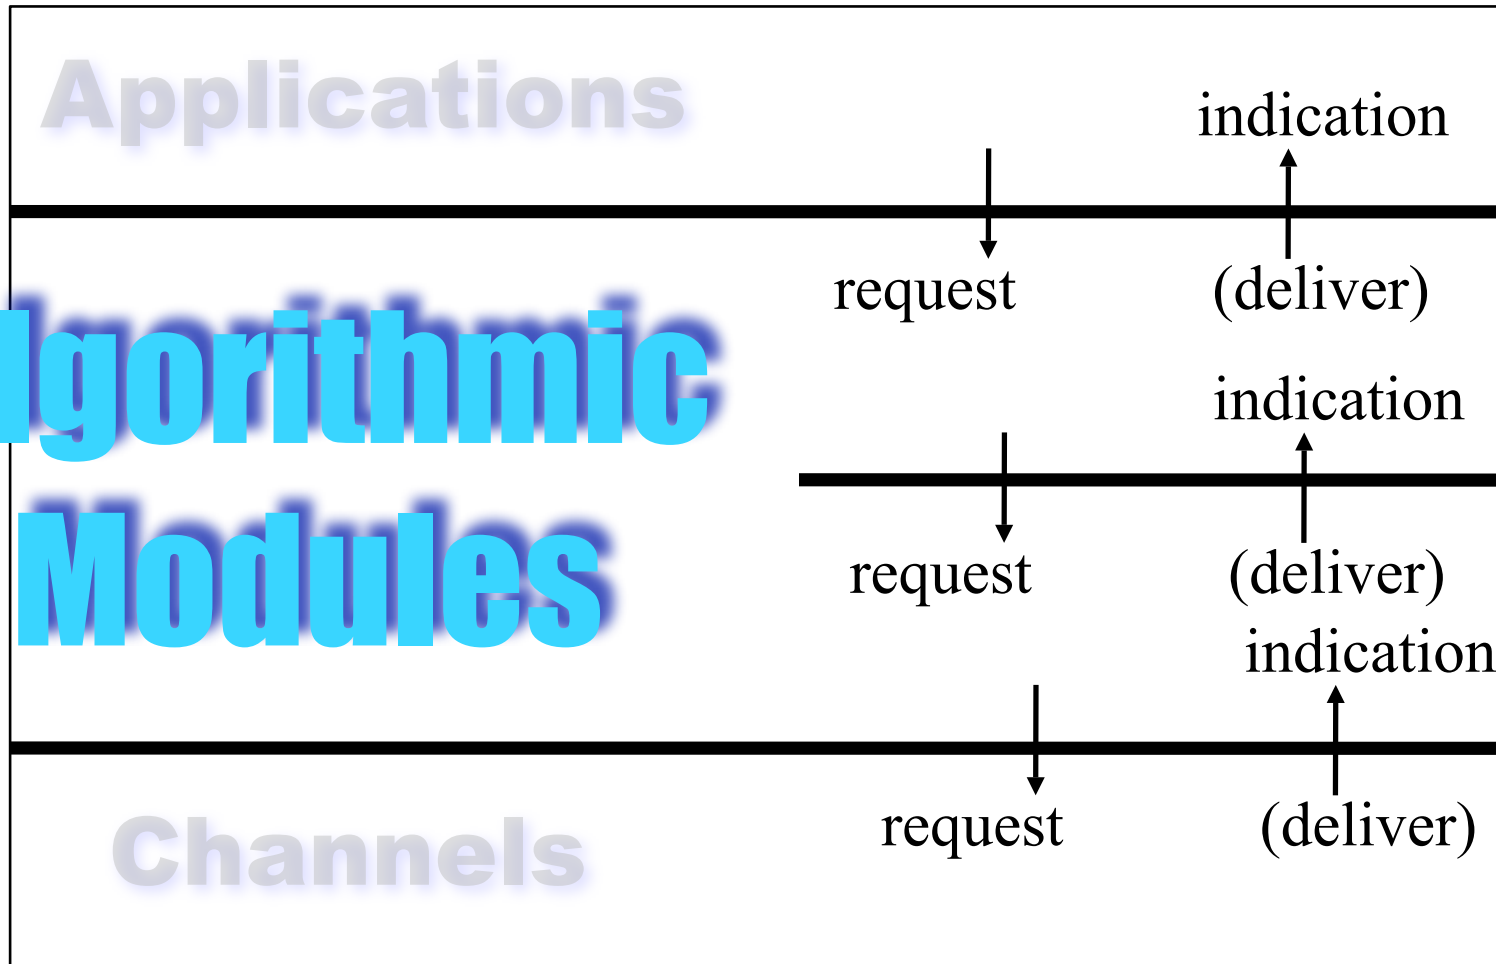 Applications
indication
request (deliver)
lgorithmic
indication
Modules
request (deliver)
indication
Channels
request (deliver)